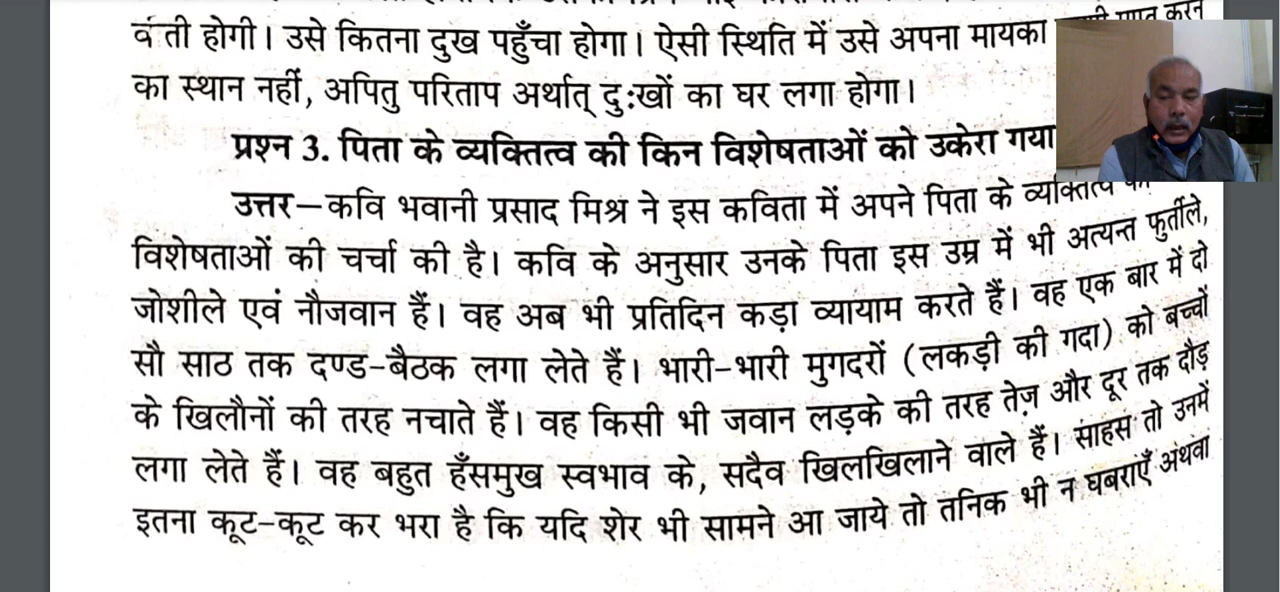 होगी। उसे कितना दुख पहुँचा होगा। ऐसी स्थिति में उसे अपना मायका
का स्थान नहीं, अपितु परिताप अर्थात् दुःखों का घर लगा होगा।
प्रश्न 3. पिता के व्यक्तित्व की किन विशेषताओं को उकेरा गया
उत्तर–कवि भवानी प्रसाद मिश्र ने इस कविता में अपने पिता के व्यक्तित्व
विशेषताओं की चर्चा की है। कवि के अनुसार उनके पिता इस उम्र में भी अत्यन्त फुर्तीले,
जोशीले एवं नौजवान हैं। वह अब भी प्रतिदिन कड़ा व्यायाम करते हैं। वह एक बार में दो
सौ साठ तक दण्ड-बैठक लगा लेते हैं। भारी-भारी मुगदरों (लकड़ी की गदा) को बच्चों
के खिलौनों की तरह नचाते हैं। वह किसी भी जवान लड़के की तरह तेज़ और दूर तक दौड़
लगा लेते हैं। वह बहुत हँसमुख स्वभाव के, सदैव खिलखिलाने वाले हैं। साहस तो उनमें
इतना कूट-कूट कर भरा है कि यदि शेर भी सामने आ जाये तो तनिक भी न घबराएँ अथवा